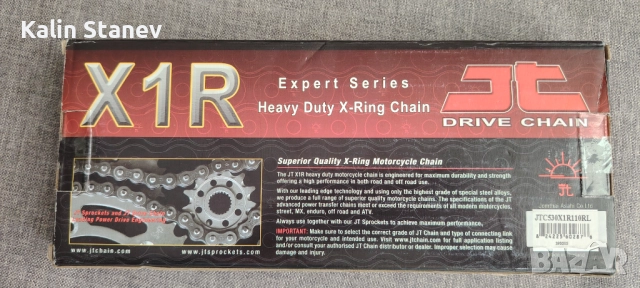 Kalin Stanev
X1R
Expert Series
Heavy Duty X-Ring Chain
JT
DRIVE CHAIN
Superior Quality X-Ring Motorcycle Chain
The JT X1R heavy duty motorcycle chain is engineered for maximum durability and strength
offering a high performance in both road and off road use.
With our leading edge technology and using only the highest grade of special steel alloys,
we produce a full range of superior quality motorcycle chains. The specifications of the JT
advanced power transfer chains meet or exceed the requirements of all modern motorcycles,
street, MX, enduro, off road and ATV.
Always use together with our JT Sprockets to achieve maximum performance.
IMPORTANT: Make sure to select the correct grade of JT Chain and type of connecting link
for your motorcycle and intended use. Visit www.jtchain.com for full application listing
and/or consult your authorised JT Chain distributor or dealer. Improper selection may cause
damage and injury.
JT Sprockets and JT
Power Drive
www.jtchain.com
www.jtsprockets.com
JT
JTC530X1R110RL
bazar